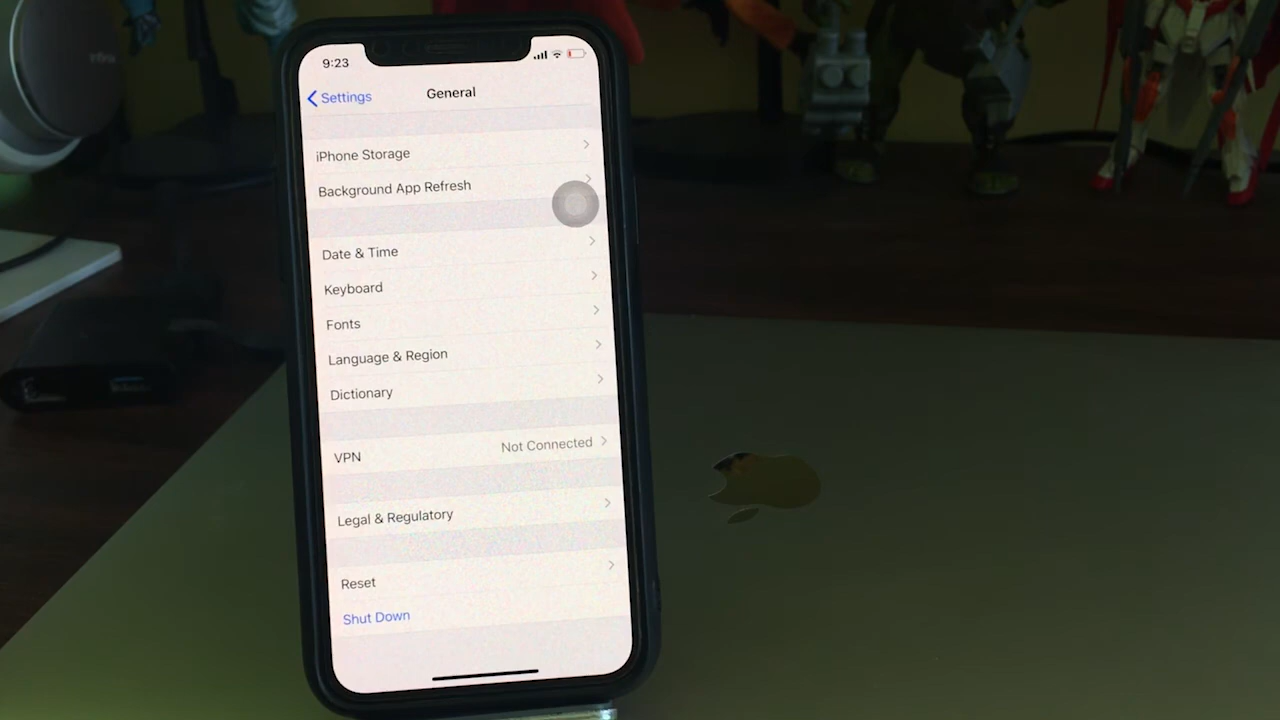 9:23
Settings
General
iPhone Storage
Background App Refresh
Date & Time
Keyboard
Fonts
Language & Region
Dictionary
VPN Not Connected
Legal & Regulatory
Reset
Shut Down